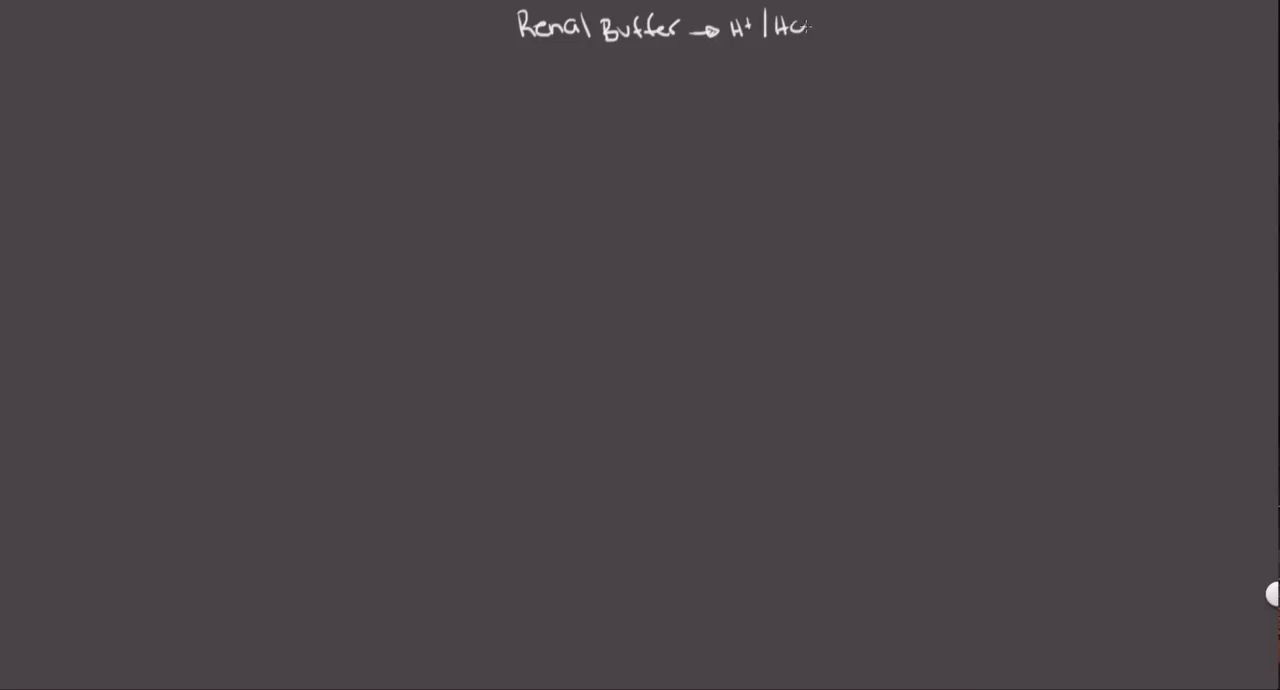 Renal Buffer → H⁺ | HC